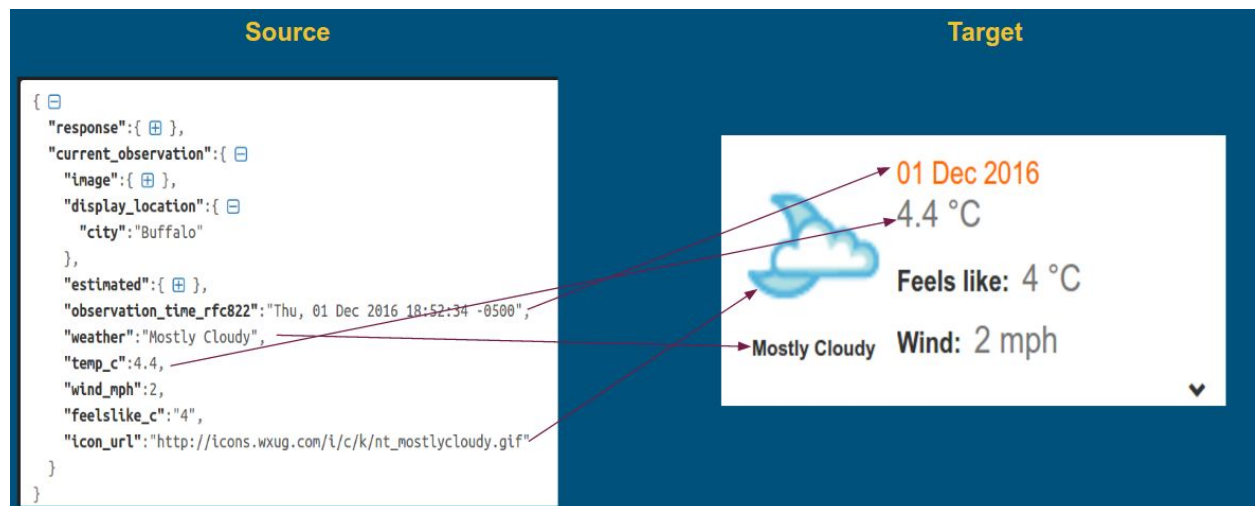 Source
Target
{
"response":{ },
"current_observation":{
"image":{ },
"display_location":{
"city":"Buffalo"
},
"estimated":{ },
"observation_time_rfc822":"Thu, 01 Dec 2016 18:52:34 -0500",
"weather":"Mostly Cloudy",
"temp_c":4.4,
"wind_mph":2,
"feelslike_c":"4",
"icon_url":"http://icons.wxug.com/i/c/k/nt_mostlycloudy.gif"
}
}
01 Dec 2016
4.4 °C
Feels like: 4 °C
Mostly Cloudy
Wind: 2 mph